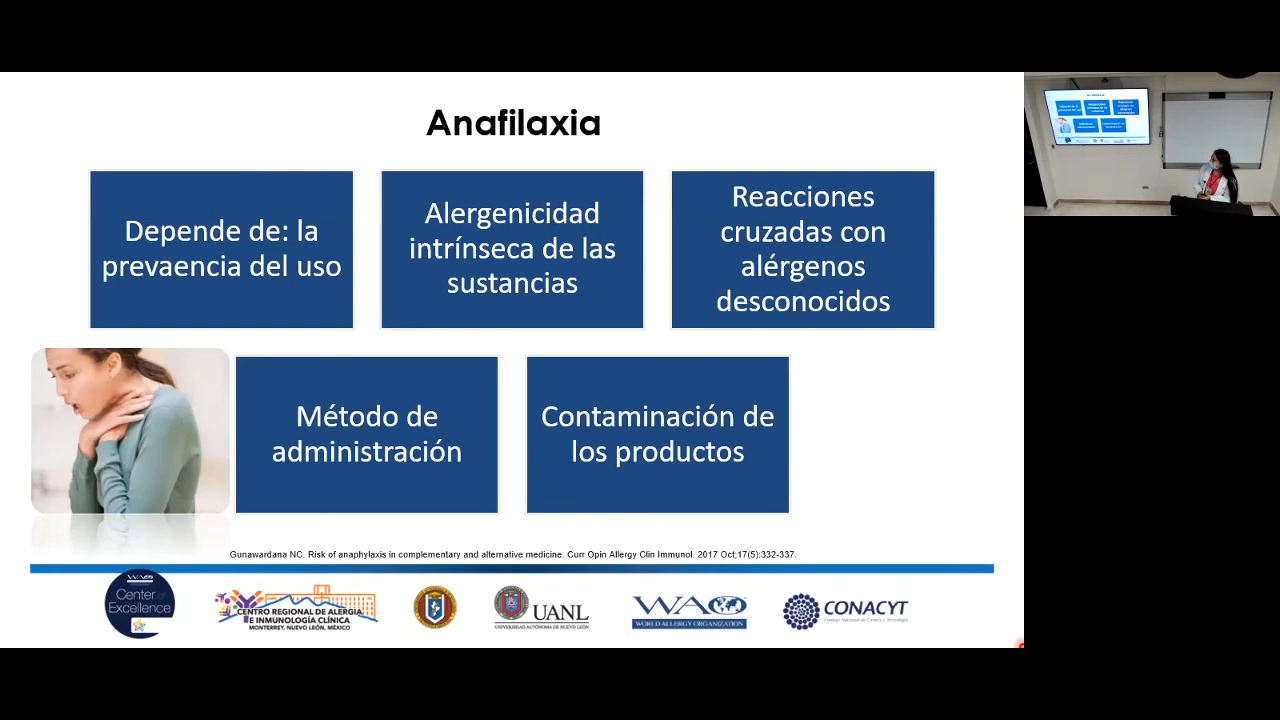 Anafilaxia
Depende de: la
prevaencia del uso
Alergenicidad
intrínseca de las
sustancias
Reacciones
cruzadas con
alérgenos
desconocidos
Método de
administración
Contaminación de
los productos
Gunawardana NC. Risk of anaphylaxis in complementary and alternative medicine. Curr Opin Allergy Clin Immunol. 2017 Oct;17(5):332-337.
WAO
Center of
Excellence
CENTRO REGIONAL DE ALERGIA
E INMUNOLOGÍA CLÍNICA
MONTERREY, NUEVO LEÓN, MÉXICO
UANL
UNIVERSIDAD AUTÓNOMA DE NUEVO LEÓN
WAO
WORLD ALLERGY ORGANIZATION
CONACYT
Consejo Nacional de Ciencia y Tecnología